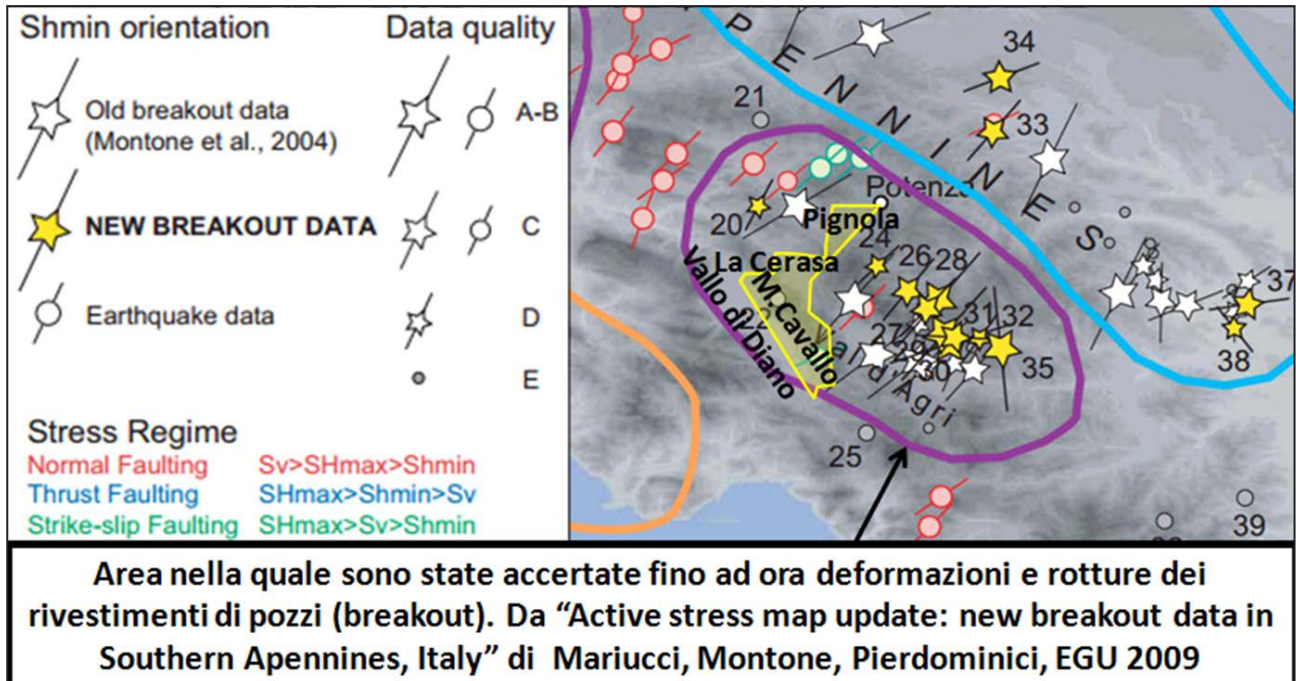 Shmin orientation
Data quality
Old breakout data
(Montone et al., 2004)
A-B
NEW BREAKOUT DATA
C
Earthquake data
D
E
Stress Regime
Normal Faulting Sv>SHmax>Shmin
Thrust Faulting SHmax>Shmin>Sv
Strike-slip Faulting SHmax>Sv>Shmin
P E N N I N E S
34
21
33
Potenza
20
Pignola
24
La Cerasa
26 28
37
Vallo di Diano
M.Cavallo
22
31 32
27
29
30
35
38
d'Agri
25
39
Area nella quale sono state accertate fino ad ora deformazioni e rotture dei
rivestimenti di pozzi (breakout). Da “Active stress map update: new breakout data in
Southern Apennines, Italy” di Mariucci, Montone, Pierdominici, EGU 2009